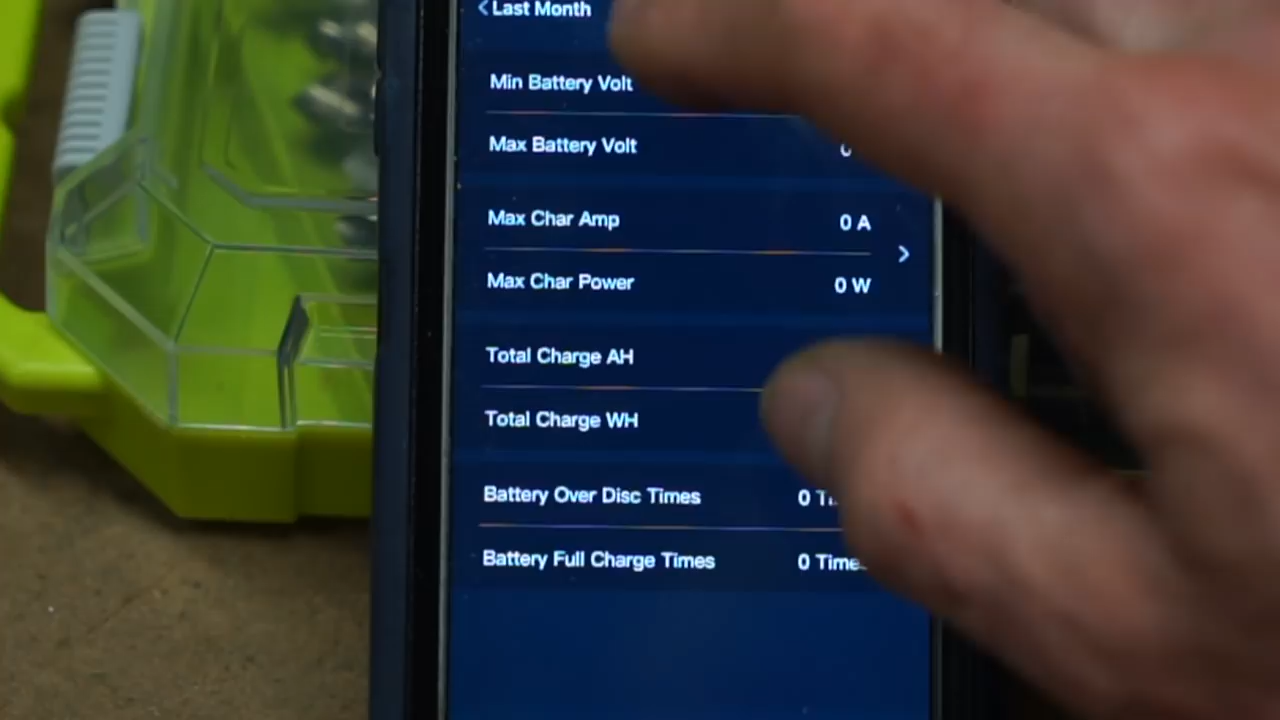 <Last Month
Min Battery Volt
Max Battery Volt
Max Char Amp 0 A
Max Char Power 0 W
Total Charge AH
Total Charge WH
Battery Over Disc Times 0
Battery Full Charge Times 0